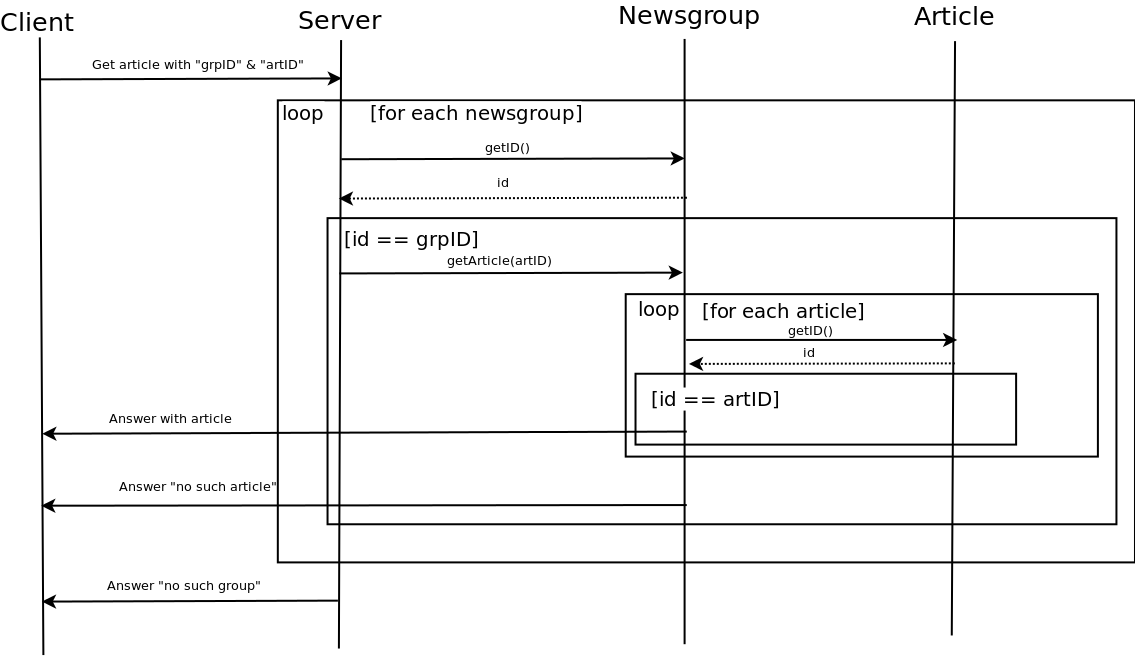 Client
Server
Newsgroup
Article
Get article with "grpID" & "artID"
loop
[for each newsgroup]
getID()
id
[id == grpID]
getArticle(artID)
loop
[for each article]
getID()
id
[id == artID]
Answer with article
Answer "no such article"
Answer "no such group"